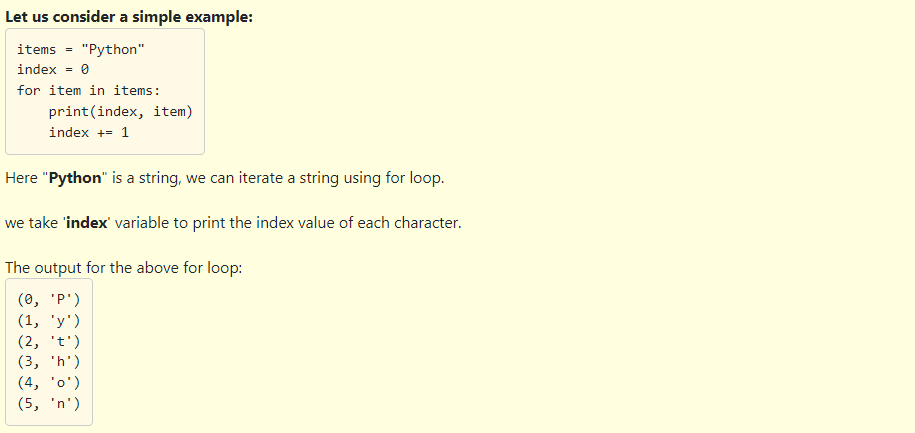 Let us consider a simple example:
items = "Python"
index = 0
for item in items:
    print(index, item)
    index += 1
Here "Python" is a string, we can iterate a string using for loop.
we take 'index' variable to print the index value of each character.
The output for the above for loop:
(0, 'P')
(1, 'y')
(2, 't')
(3, 'h')
(4, 'o')
(5, 'n')